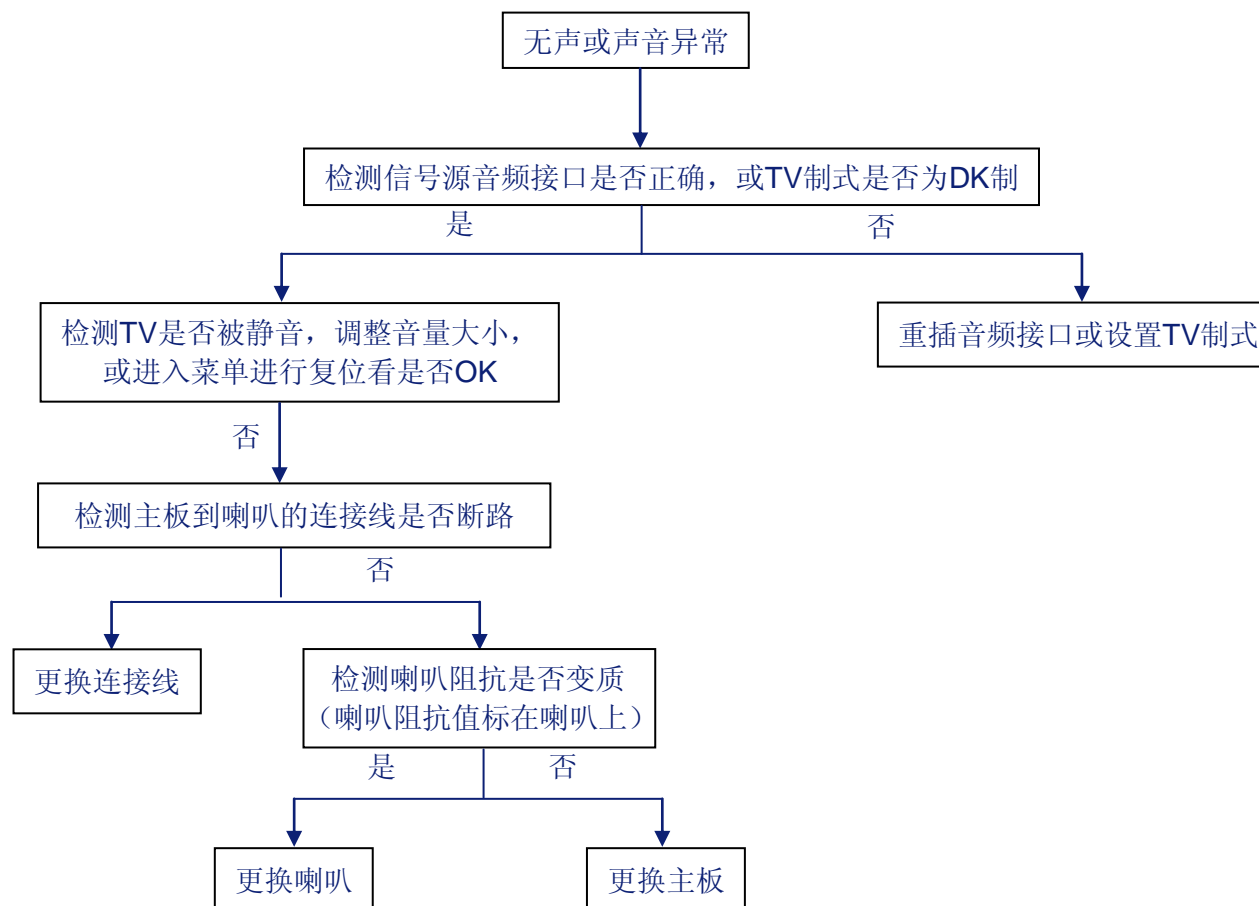 无声或声音异常
检测信号源音频接口是否正确，或TV制式是否为DK制
是
否
检测TV是否被静音，调整音量大小，
或进入菜单进行复位看是否OK
重插音频接口或设置TV制式
否
检测主板到喇叭的连接线是否断路
否
更换连接线
检测喇叭阻抗是否变质
（喇叭阻抗值标在喇叭上）
是
否
更换喇叭
更换主板